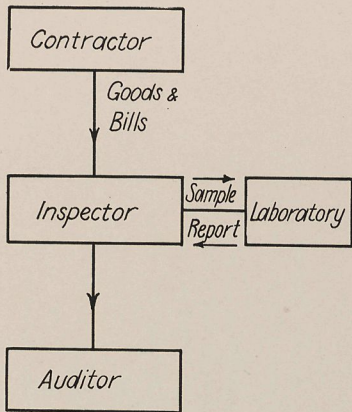 Contractor
Goods &
Bills
Inspector
Sample
Report
Laboratory
Auditor